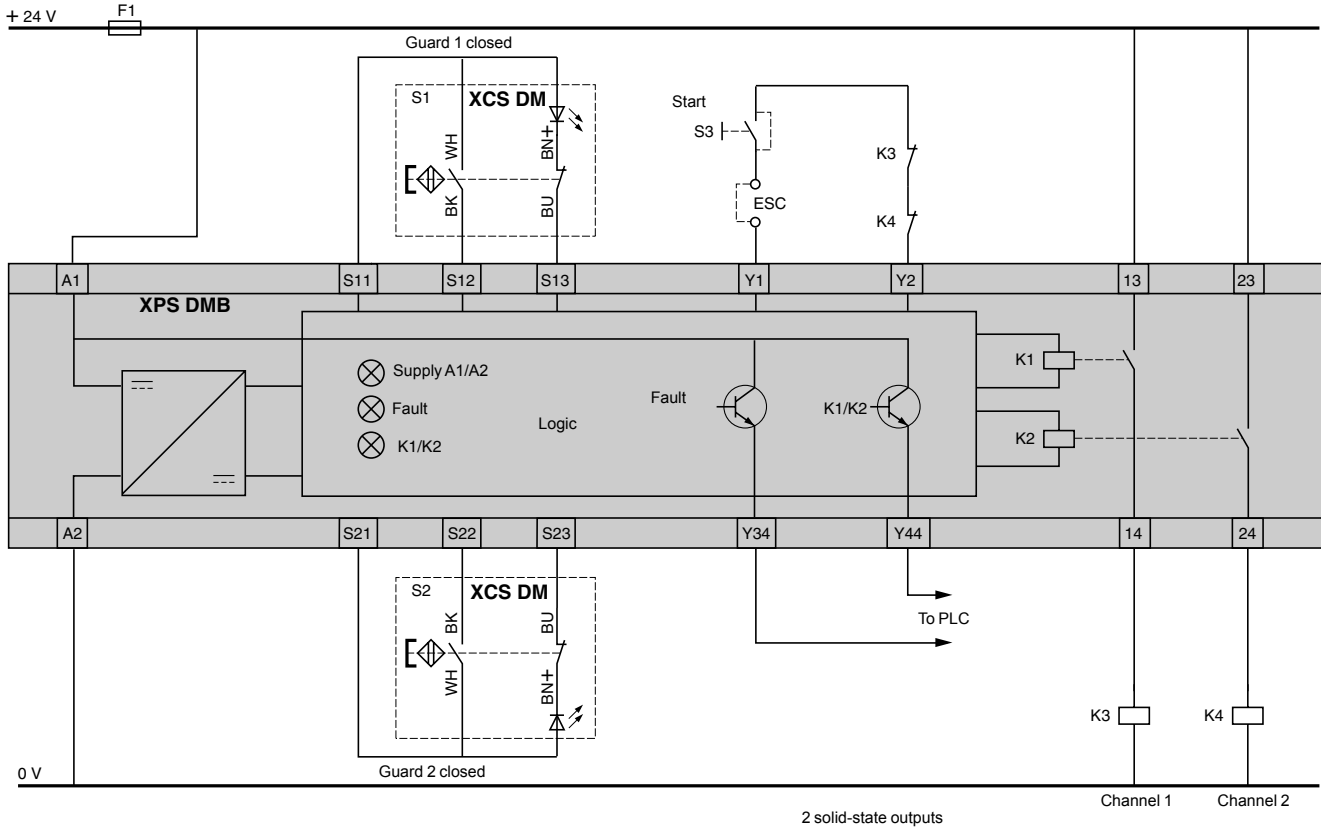 + 24 V
F1
Guard 1 closed
S1
XCS DM
WH
BN+
BK
BU
Start
S3
ESC
K3
K4
A1
S11
S12
S13
Y1
Y2
13
23
XPS DMB
Supply A1/A2
Fault
K1/K2
Logic
Fault
K1/K2
K1
K2
A2
S21
S22
S23
Y34
Y44
14
24
S2
XCS DM
BK
BU
WH
BN+
To PLC
K3
K4
Guard 2 closed
0 V
Channel 1
Channel 2
2 solid-state outputs